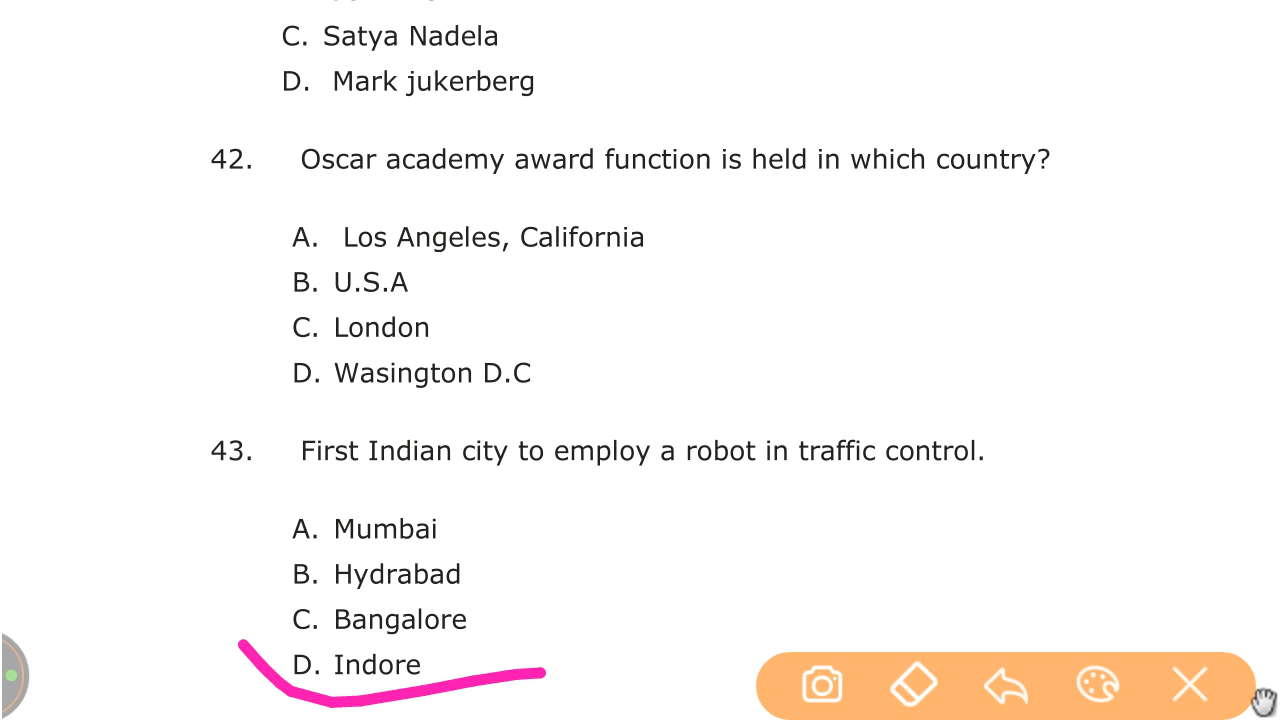 C. Satya Nadela
D. Mark jukerberg
42. Oscar academy award function is held in which country?
A. Los Angeles, California
B. U.S.A
C. London
D. Wasington D.C
43. First Indian city to employ a robot in traffic control.
A. Mumbai
B. Hydrabad
C. Bangalore
D. Indore